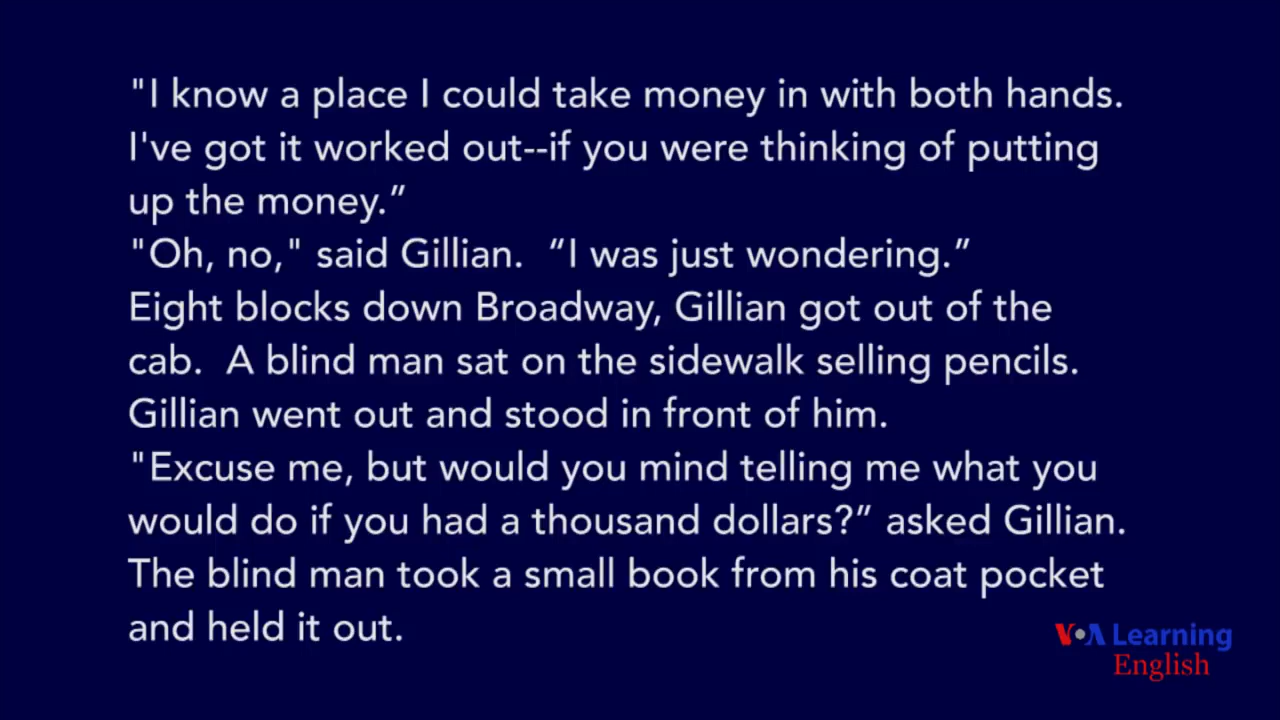 "I know a place I could take money in with both hands.
I've got it worked out--if you were thinking of putting
up the money.”
"Oh, no," said Gillian.  “I was just wondering.”
Eight blocks down Broadway, Gillian got out of the
cab.  A blind man sat on the sidewalk selling pencils.
Gillian went out and stood in front of him.
"Excuse me, but would you mind telling me what you
would do if you had a thousand dollars?” asked Gillian.
The blind man took a small book from his coat pocket
and held it out.
VOA Learning
English